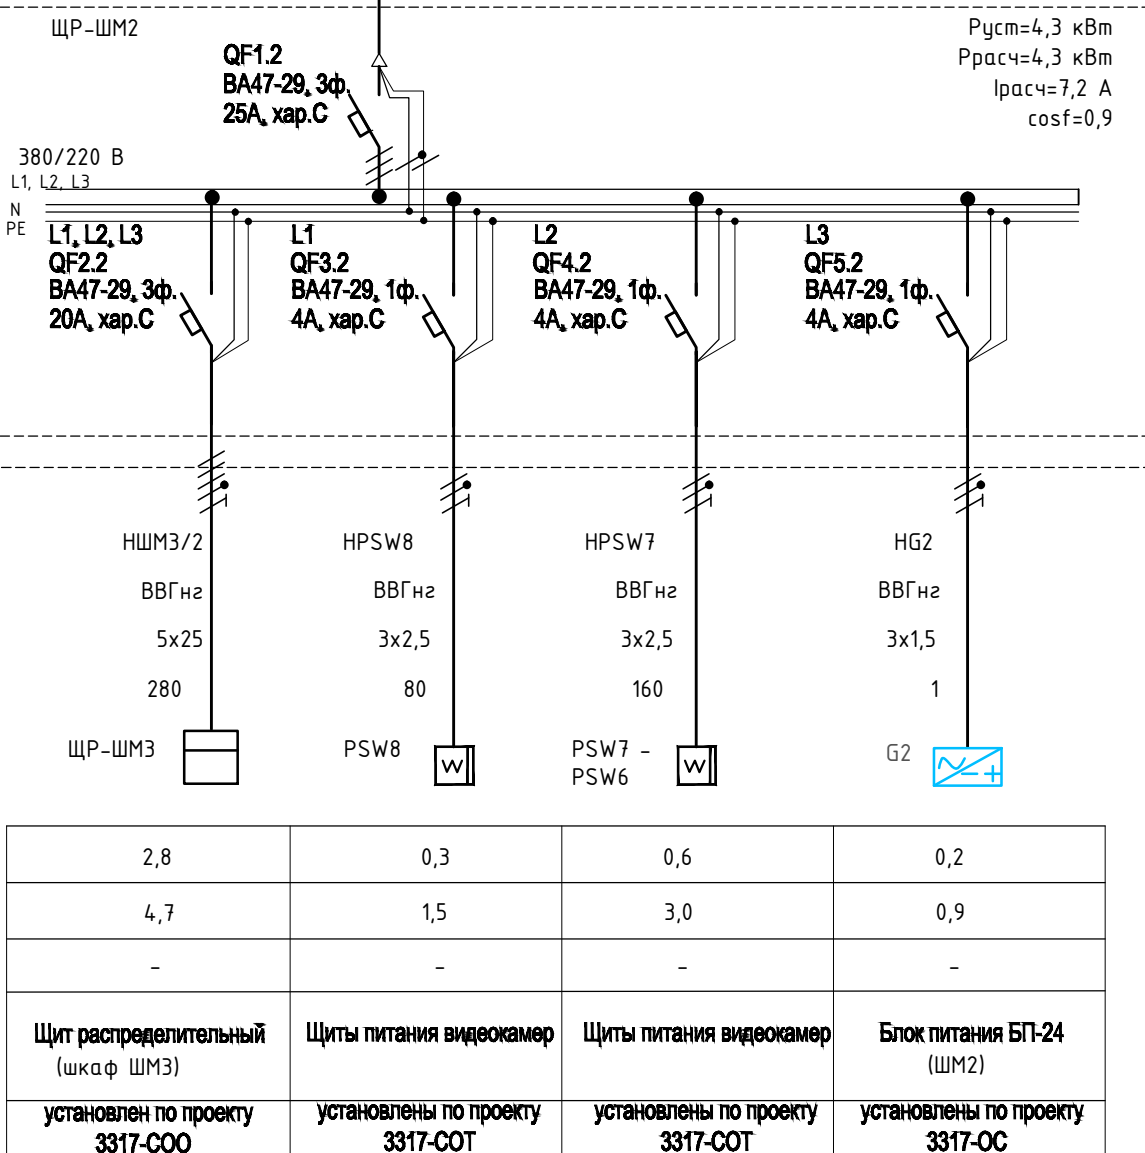 ЩР-ШМ2
Pуст=4,3 кВт
Pрасч=4,3 кВт
Iрасч=7,2 А
cosf=0,9
QF1.2
ВА47-29, 3ф.
25А, хар.С
380/220 В
L1, L2, L3
N
PE
L1, L2, L3
QF2.2
ВА47-29, 3ф.
20А, хар.С
L1
QF3.2
ВА47-29, 1ф.
4А, хар.С
L2
QF4.2
ВА47-29, 1ф.
4А, хар.С
L3
QF5.2
ВА47-29, 1ф.
4А, хар.С
НШМ3/2
ВВГнг
5х25
280
ЩР-ШМ3
HPSW8
ВВГнг
3х2,5
80
PSW8
W
HPSW7
ВВГнг
3х2,5
160
PSW7 -
PSW6
W
HG2
ВВГнг
3х1,5
1
G2
2,8
0,3
0,6
0,2
4,7
1,5
3,0
0,9
-
-
-
-
Щит распределительный
(шкаф ШМ3)
Щиты питания видеокамер
Щиты питания видеокамер
Блок питания БП-24
(ШМ2)
установлен по проекту
3317-СОО
установлены по проекту
3317-СОТ
установлены по проекту
3317-СОТ
установлены по проекту
3317-ОС